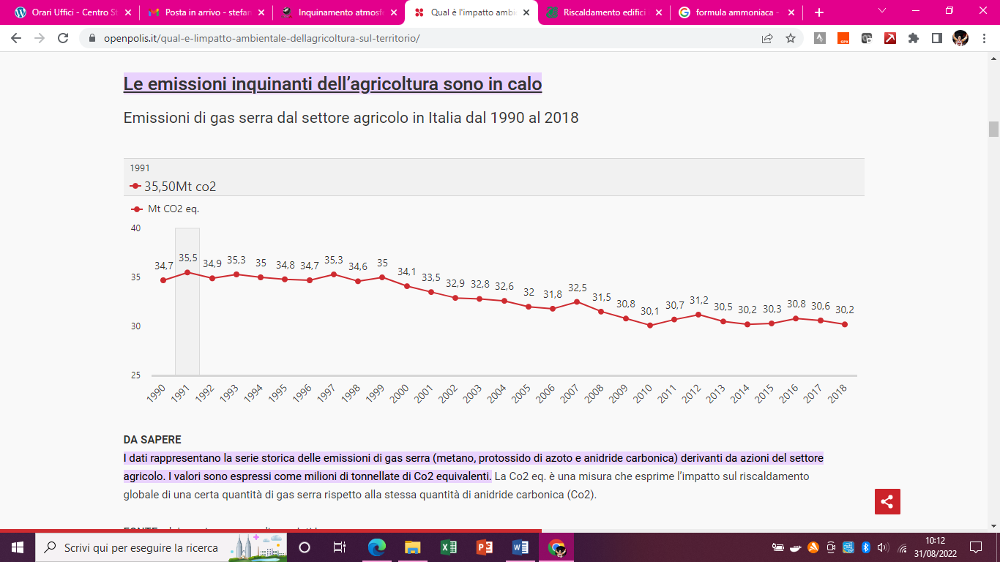 Orari Uffici - Centro St
Posta in arrivo - stefan
Inquinamento atmosf
Qual è l'impatto ambi
Riscaldamento edifici
formula ammoniaca -
openpolis.it/qual-e-limpatto-ambientale-dellagricoltura-sul-territorio/
Le emissioni inquinanti dell’agricoltura sono in calo
Emissioni di gas serra dal settore agricolo in Italia dal 1990 al 2018
1991
35,50Mt co2
Mt CO2 eq.
40
35
30
25
34,7 35,5 34,9 35,3 35 34,8 34,7 35,3 34,6 35 34,1 33,5 32,9 32,8 32,6 32 31,8 32,5 31,5 30,8 30,1 30,7 31,2 30,5 30,2 30,3 30,8 30,6 30,2
1990 1991 1992 1993 1994 1995 1996 1997 1998 1999 2000 2001 2002 2003 2004 2005 2006 2007 2008 2009 2010 2011 2012 2013 2014 2015 2016 2017 2018
DA SAPERE
I dati rappresentano la serie storica delle emissioni di gas serra (metano, protossido di azoto e anidride carbonica) derivanti da azioni del settore
agricolo. I valori sono espressi come milioni di tonnellate di Co2 equivalenti. La Co2 eq. è una misura che esprime l’impatto sul riscaldamento
globale di una certa quantità di gas serra rispetto alla stessa quantità di anidride carbonica (Co2).
Scrivi qui per eseguire la ricerca
10:12
31/08/2022